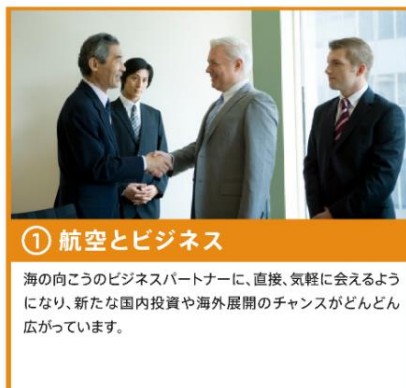 ① 航空とビジネス
海の向こうのビジネスパートナーに、直接、気軽に会えるよう
になり、新たな国内投資や海外展開のチャンスがどんどん
広がっています。